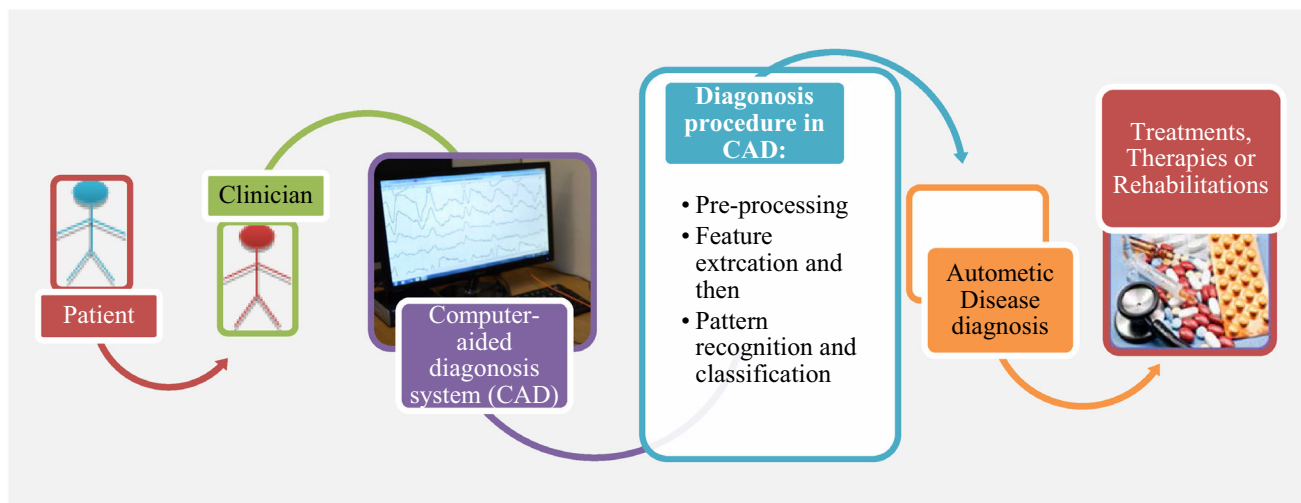 Patient
Clinician
Computer-
aided
diagonosis
system (CAD)
Diagonosis
procedure in
CAD:
• Pre-processing
• Feature
extrcation and
then
• Pattern
recognition and
classification
Autometic
Disease
diagnosis
Treatments,
Therapies or
Rehabilitations